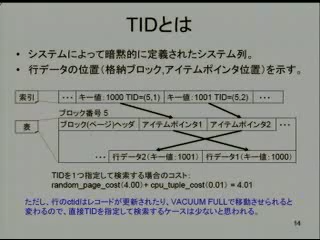 TIDとは
• システムによって暗黙的に定義されたシステム列。
• 行データの位置(格納ブロック,アイテムポインタ位置)を示す。
索引
… キー値:1000 TID=(5,1) キー値:1001 TID=(5,2) …
ブロック番号 5
表
ブロック(ページ)ヘッダ アイテムポインタ1 アイテムポインタ2 …
… 行データ2(キー値:1001) 行データ1(キー値:1000)
TIDを1つ指定して検索する場合のコスト:
random_page_cost(4.00)+ cpu_tuple_cost(0.01) = 4.01
ただし、行のctidはレコードが更新されたり、VACUUM FULLで移動させられると
変わるので、直接TIDを指定して検索するケースは少ないと思われる。
14